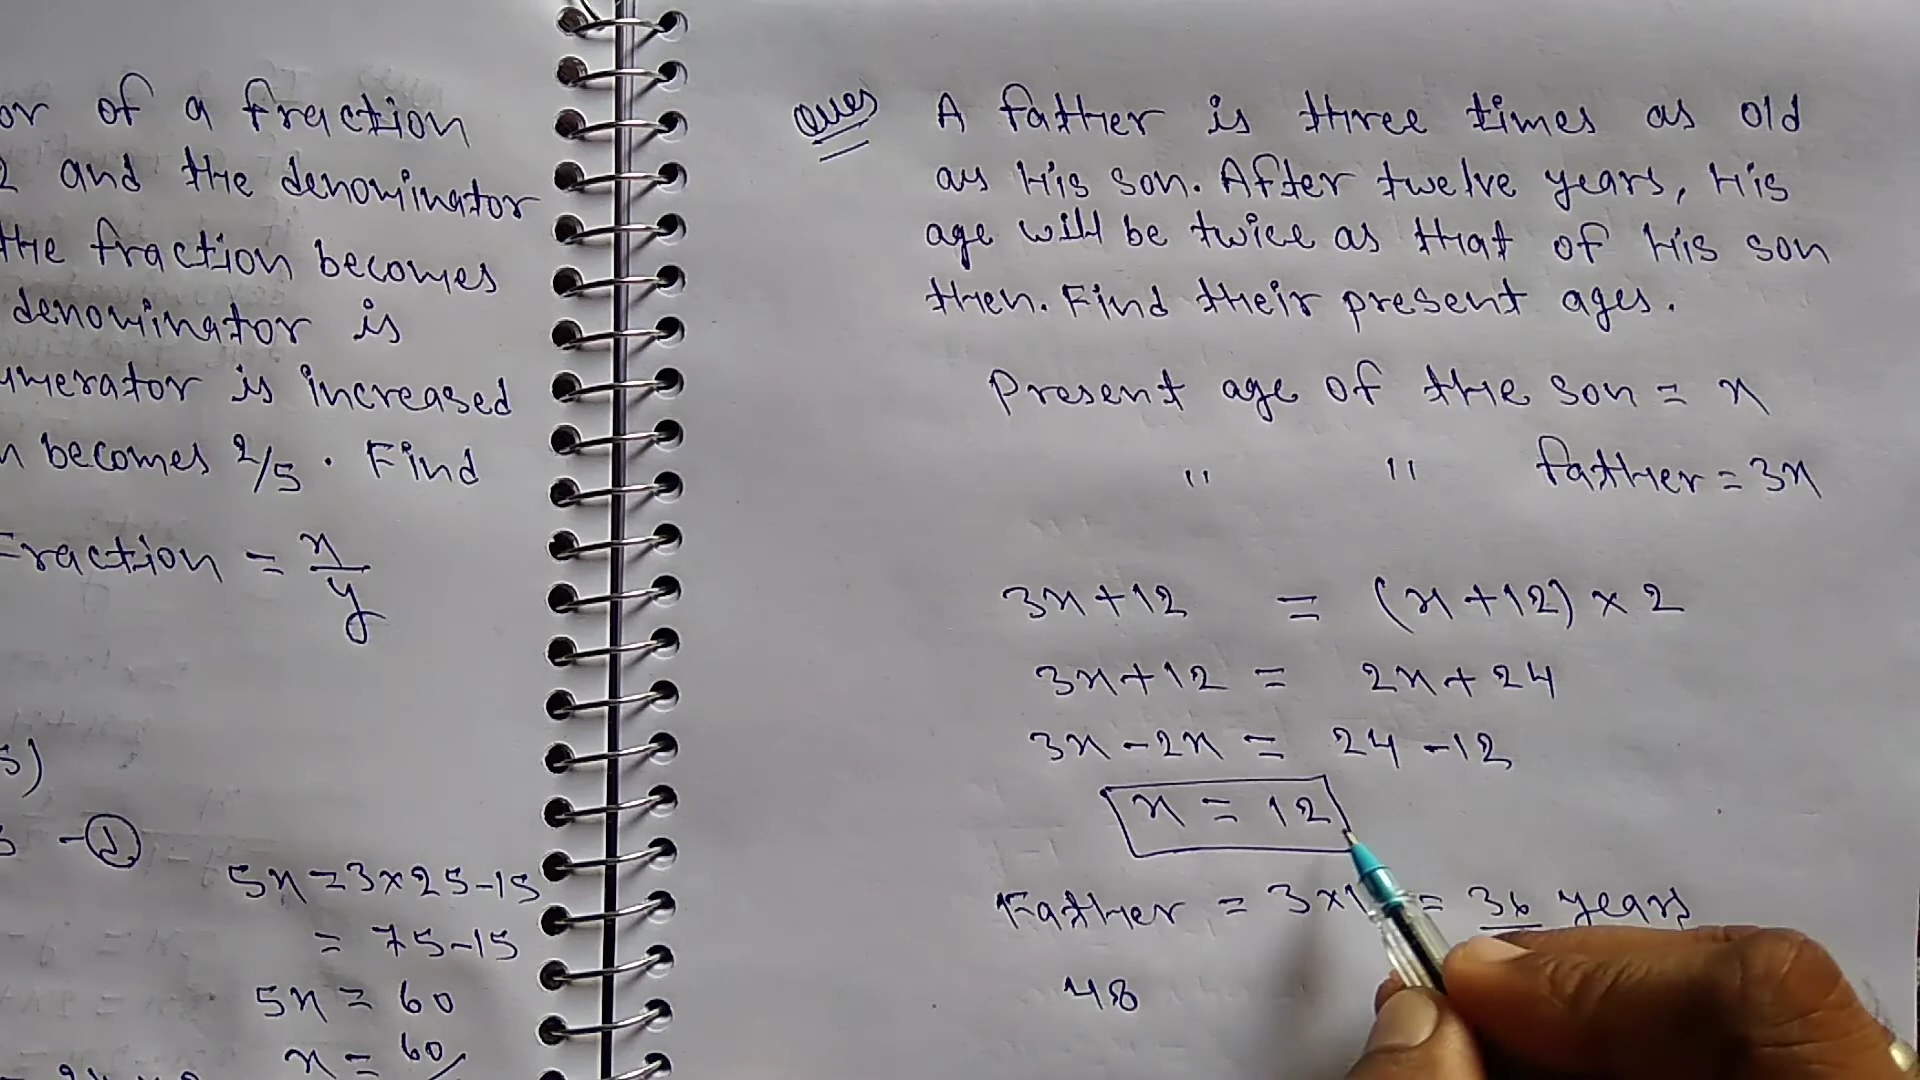 or of a fraction
2 and the denominator
the fraction becomes
denominator is
umerator is increased
n becomes 2/5 . Find
Fraction = x/y
s)
3 - ①
5x = 3×25-15
= 75-15
5x = 60
x = 60
Ques A father is three times as old
as His son. After twelve years, His
age will be twice as that of His son
then. Find their present ages.
Present age of the son = x
" " father = 3x
3x+12 = (x+12) × 2
3x+12 = 2x+24
3x-2x = 24-12
x = 12
Father = 3×1 = 36 years
48